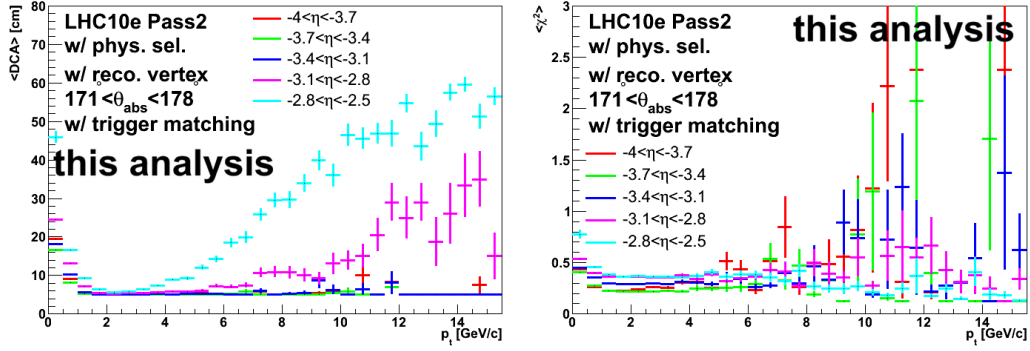 <DCA> [cm]
80
70
60
50
40
30
20
10
0
LHC10e Pass2
w/ phys. sel.
w/ reco. vertex
171°<θabs<178°
w/ trigger matching
-4<η<-3.7
-3.7<η<-3.4
-3.4<η<-3.1
-3.1<η<-2.8
-2.8<η<-2.5
this analysis
0 2 4 6 8 10 12 14
pt [GeV/c]
<χ²>
3
2.5
2
1.5
1
0.5
0
this analysis
LHC10e Pass2
w/ phys. sel.
w/ reco. vertex
171°<θabs<178°
w/ trigger matching
-4<η<-3.7
-3.7<η<-3.4
-3.4<η<-3.1
-3.1<η<-2.8
-2.8<η<-2.5
0 2 4 6 8 10 12 14
pt [GeV/c]